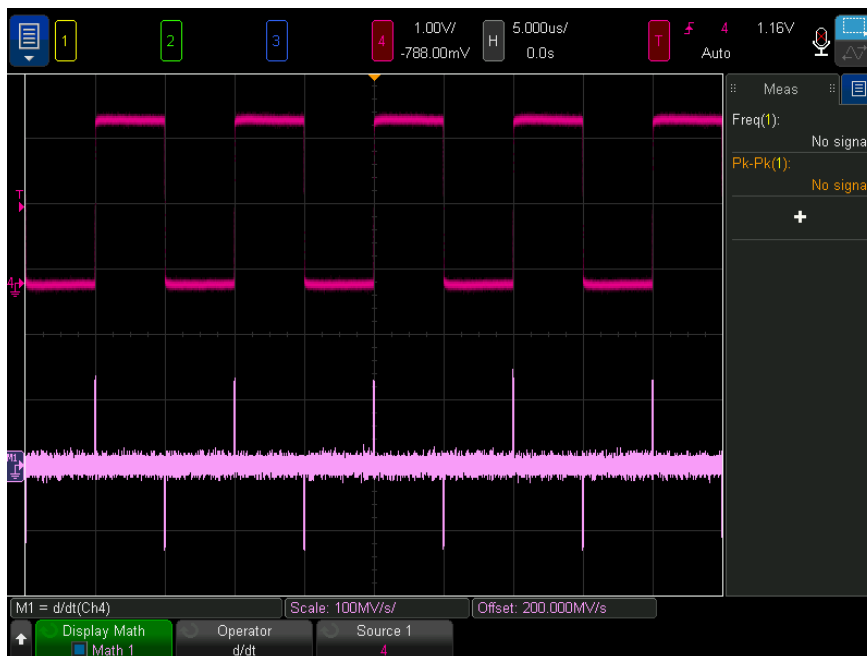 1
2
3
4
1.00V/
-788.00mV
H
5.000us/
0.0s
T
4
Auto
1.16V
Meas
Freq(1):
No signa
Pk-Pk(1):
No signa
+
T
4
M1
M1 = d/dt(Ch4)
Scale: 100MV/s/
Offset: 200.000MV/s
Display Math
Math 1
Operator
d/dt
Source 1
4